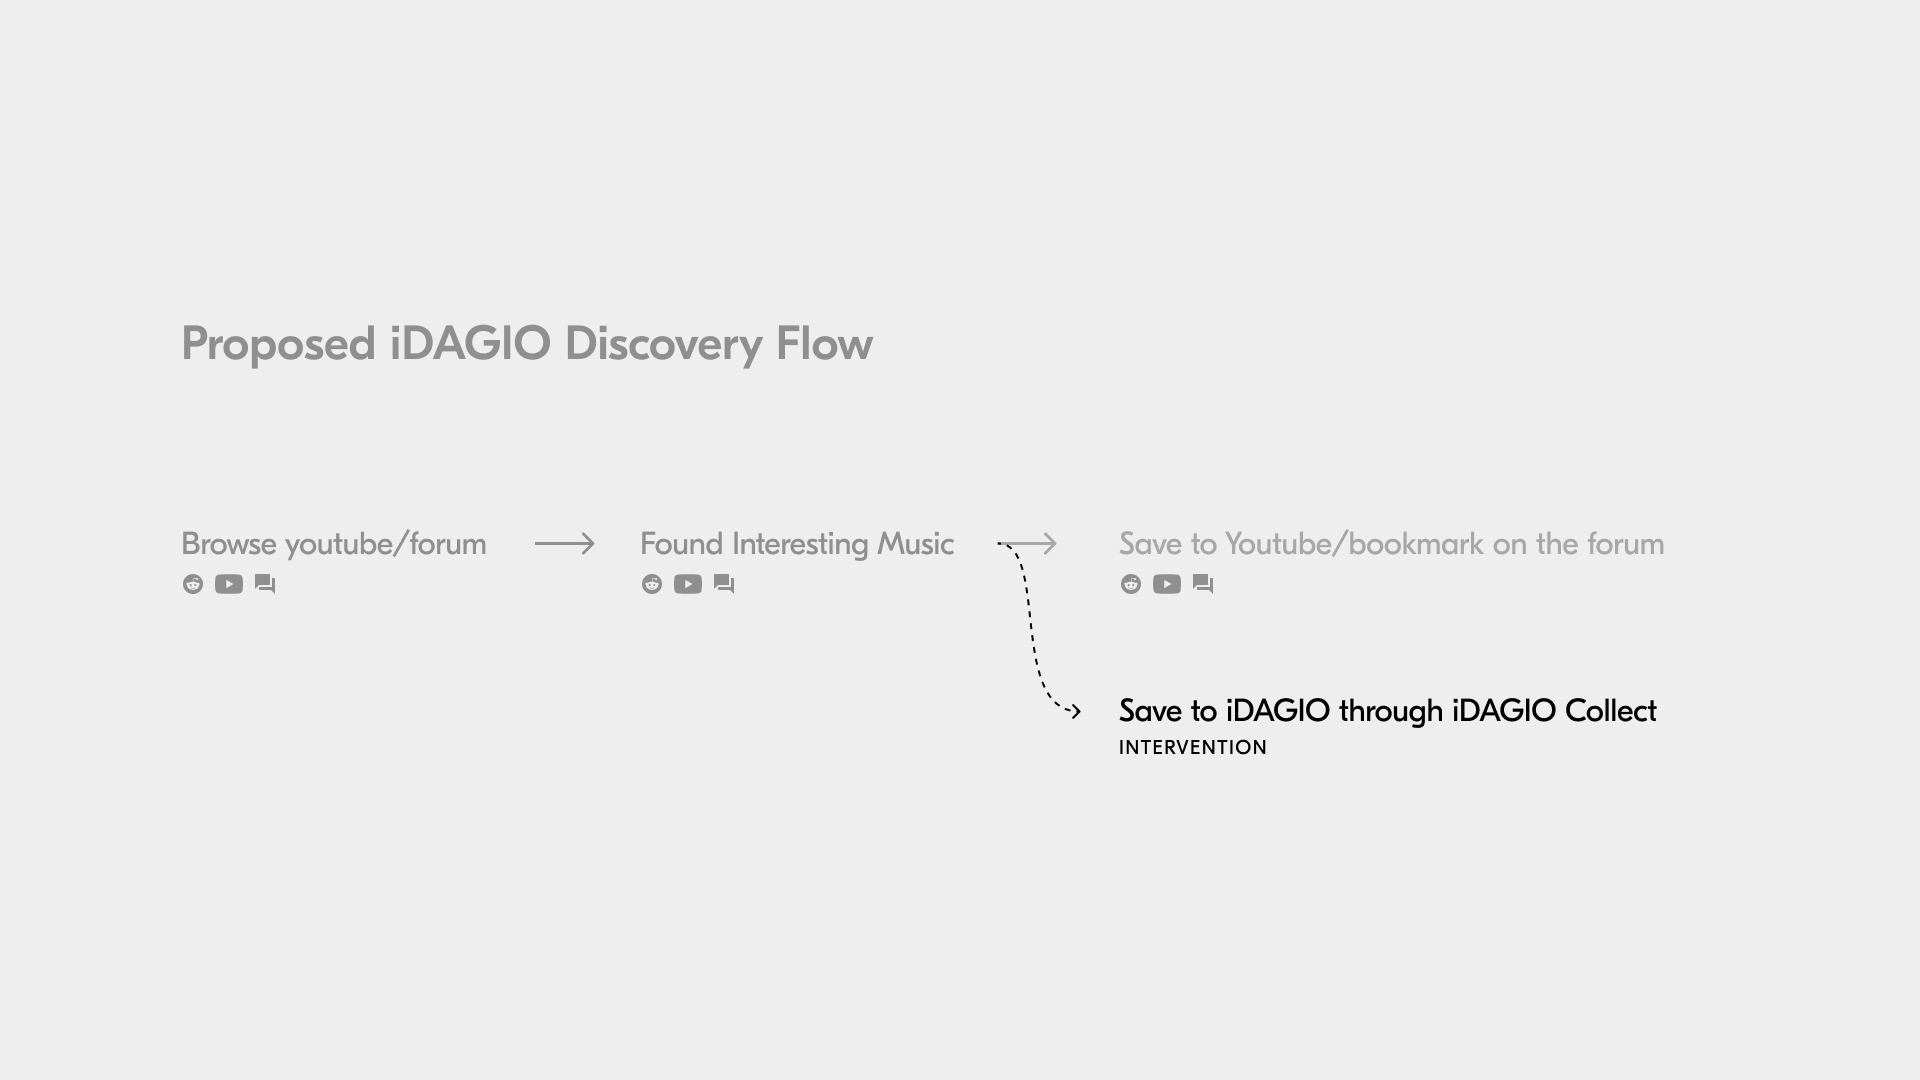 Proposed iDAGIO Discovery Flow
Browse youtube/forum
Found Interesting Music
Save to Youtube/bookmark on the forum
Save to iDAGIO through iDAGIO Collect
INTERVENTION